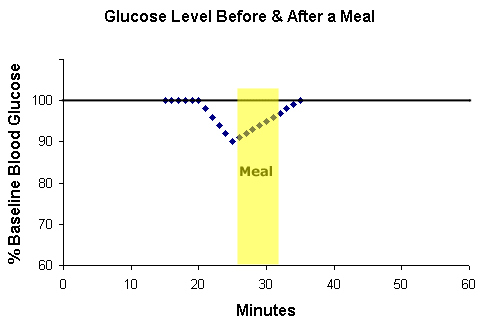 Glucose Level Before & After a Meal
% Baseline Blood Glucose
100
90
80
70
60
Meal
0 10 20 30 40 50 60
Minutes